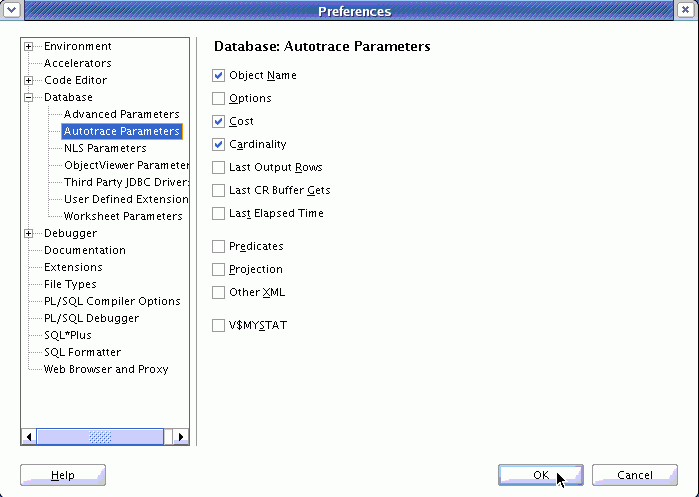 Preferences
Environment
Accelerators
Code Editor
Database
Advanced Parameters
Autotrace Parameters
NLS Parameters
ObjectViewer Parameter
Third Party JDBC Driver
User Defined Extension
Worksheet Parameters
Debugger
Documentation
Extensions
File Types
PL/SQL Compiler Options
PL/SQL Debugger
SQL*Plus
SQL Formatter
Web Browser and Proxy
Database: Autotrace Parameters
Object Name
Options
Cost
Cardinality
Last Output Rows
Last CR Buffer Gets
Last Elapsed Time
Predicates
Projection
Other XML
V$MYSTAT
Help
OK
Cancel